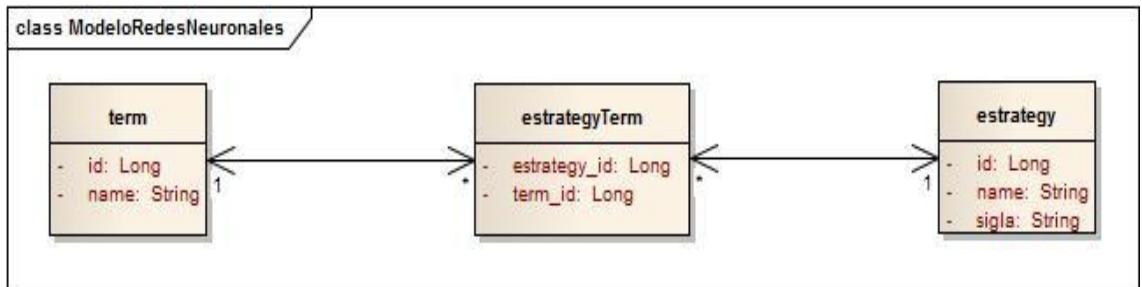 class ModeloRedesNeuronales
term
- id: Long
- name: String
1
*
estrategyTerm
- estrategy_id: Long
- term_id: Long
*
1
estrategy
- id: Long
- name: String
- sigla: String